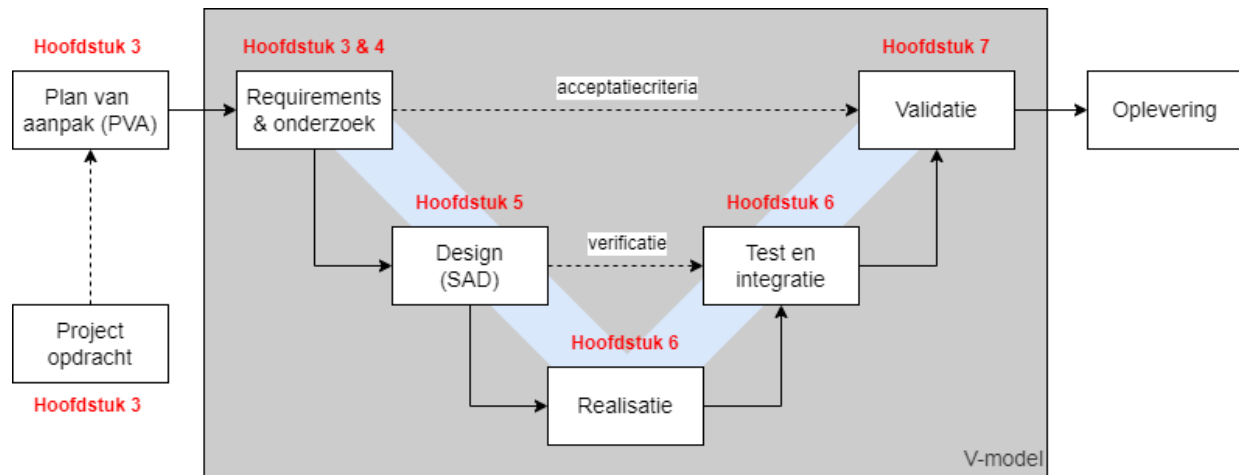 Hoofdstuk 3
Plan van
aanpak (PVA)
Project
opdracht
Hoofdstuk 3
Hoofdstuk 3 & 4
Requirements
& onderzoek
acceptatiecriteria
Hoofdstuk 7
Validatie
Oplevering
Hoofdstuk 5
Design
(SAD)
verificatie
Hoofdstuk 6
Test en
integratie
Hoofdstuk 6
Realisatie
V-model